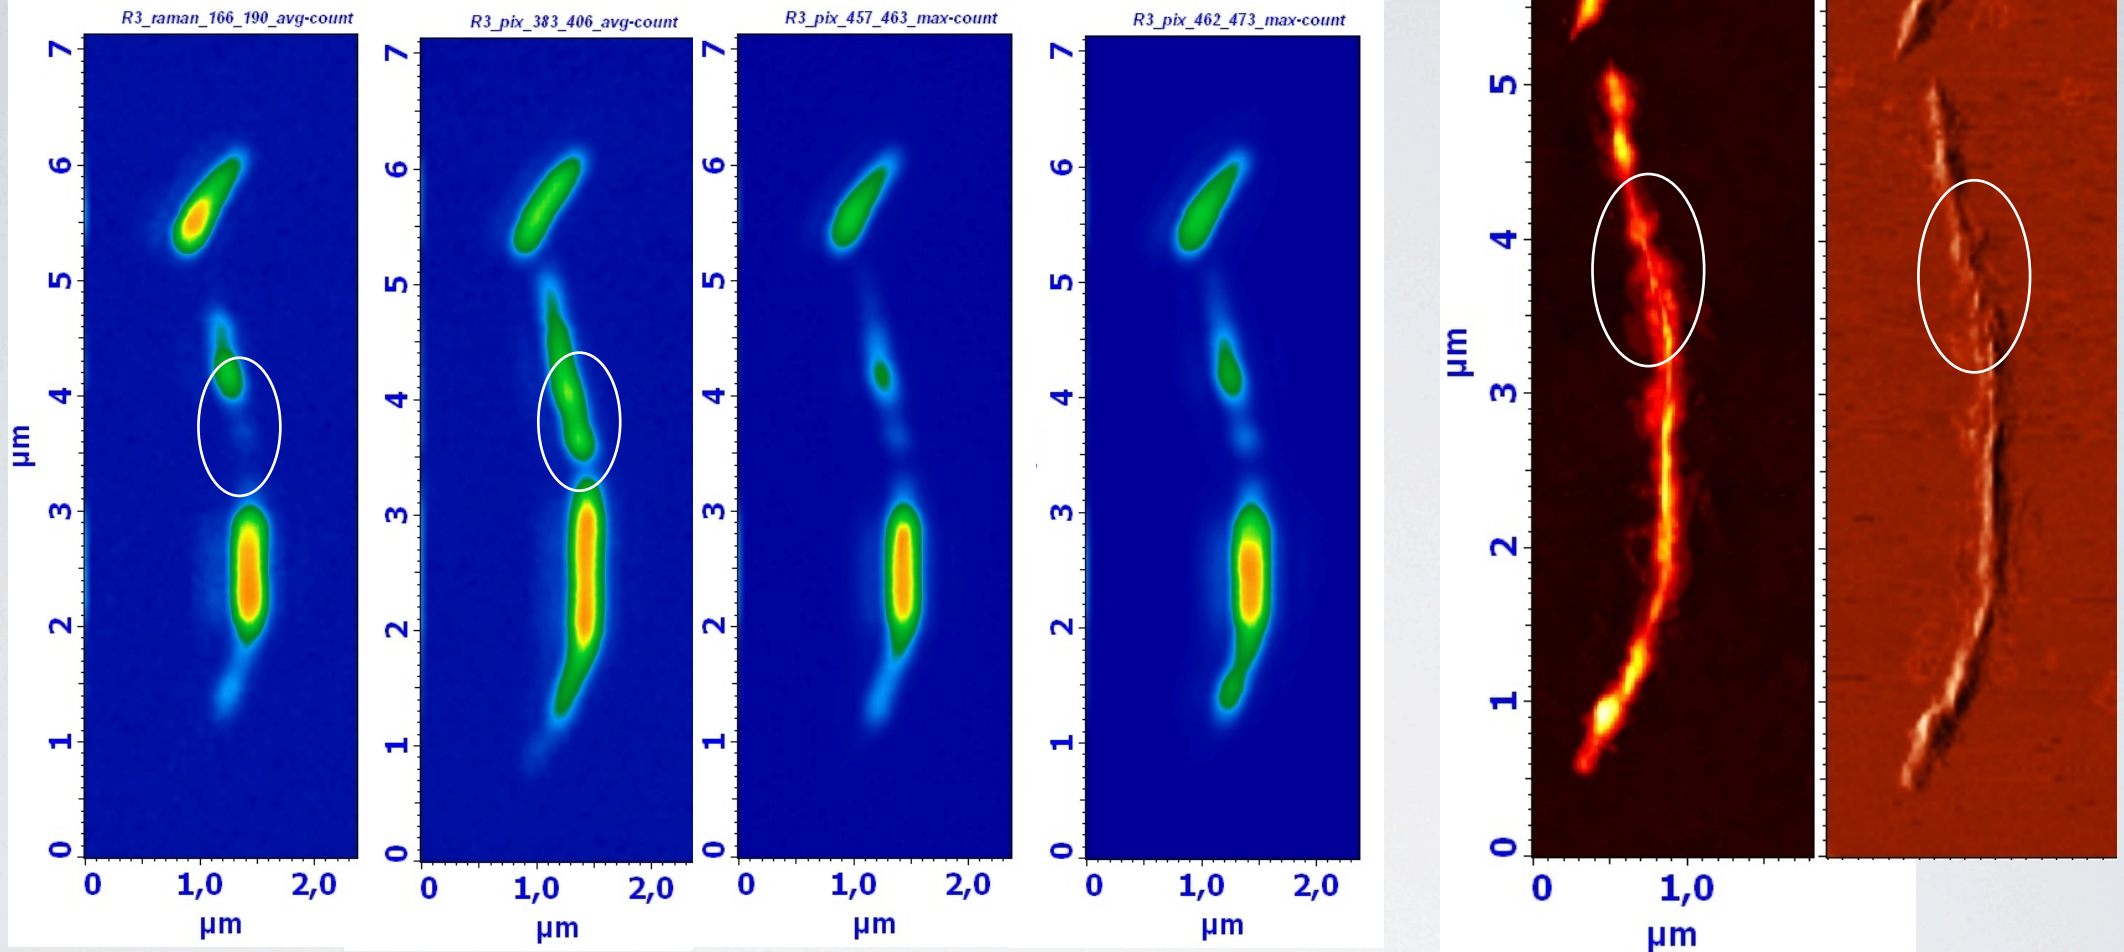 R3_raman_166_190_avg-count
7
6
5
4
3
2
1
0
µm
0 1,0 2,0
µm
R3_pix_383_406_avg-count
7
6
5
4
3
2
1
0
0 1,0 2,0
µm
R3_pix_457_463_max-count
7
6
5
4
3
2
1
0
0 1,0 2,0
µm
R3_pix_462_473_max-count
7
6
5
4
3
2
1
0
0 1,0 2,0
µm
5
4
3
2
1
0
µm
0 1,0
µm